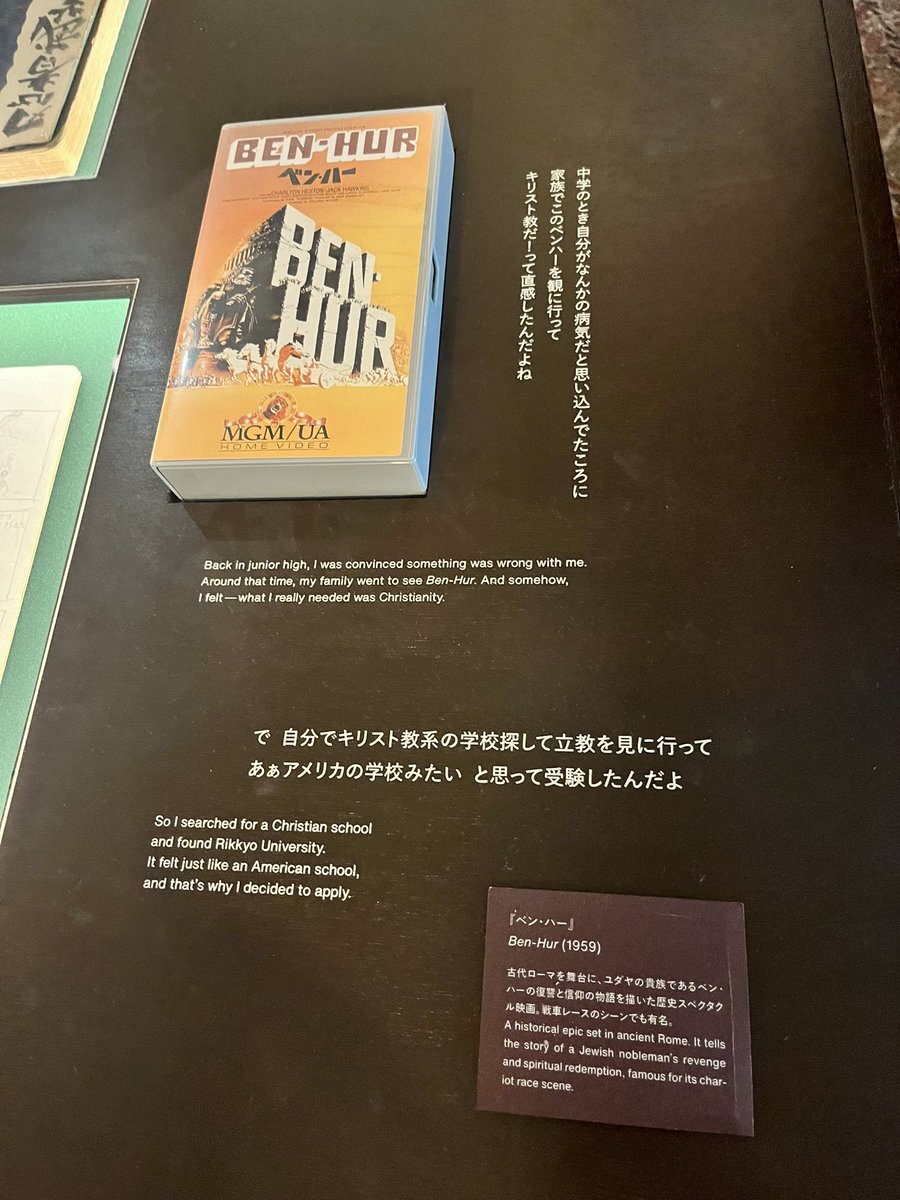 BEN-HUR
ベン・ハー
CHARLTON HESTON・JACK HAWKINS
BEN-
HUR
MGM/UA
HOME VIDEO
中学のとき自分がなんかの病気だと思い込んでたころに
家族でこのベンハーを観に行って
キリスト教だ!って直感したんだよね
Back in junior high, I was convinced something was wrong with me.
Around that time, my family went to see Ben-Hur. And somehow,
I felt—what I really needed was Christianity.
で 自分でキリスト教系の学校探して立教を見に行って
あぁアメリカの学校みたい と思って受験したんだよ
So I searched for a Christian school
and found Rikkyo University.
It felt just like an American school,
and that's why I decided to apply.
『ベン・ハー』
Ben-Hur (1959)
古代ローマを舞台に、ユダヤの貴族であるベン・
ハーの復讐と信仰の物語を描いた歴史スペクタク
ル映画。戦車レースのシーンでも有名。
A historical epic set in ancient Rome. It tells
the story of a Jewish nobleman's revenge
and spiritual redemption, famous for its char-
iot race scene.